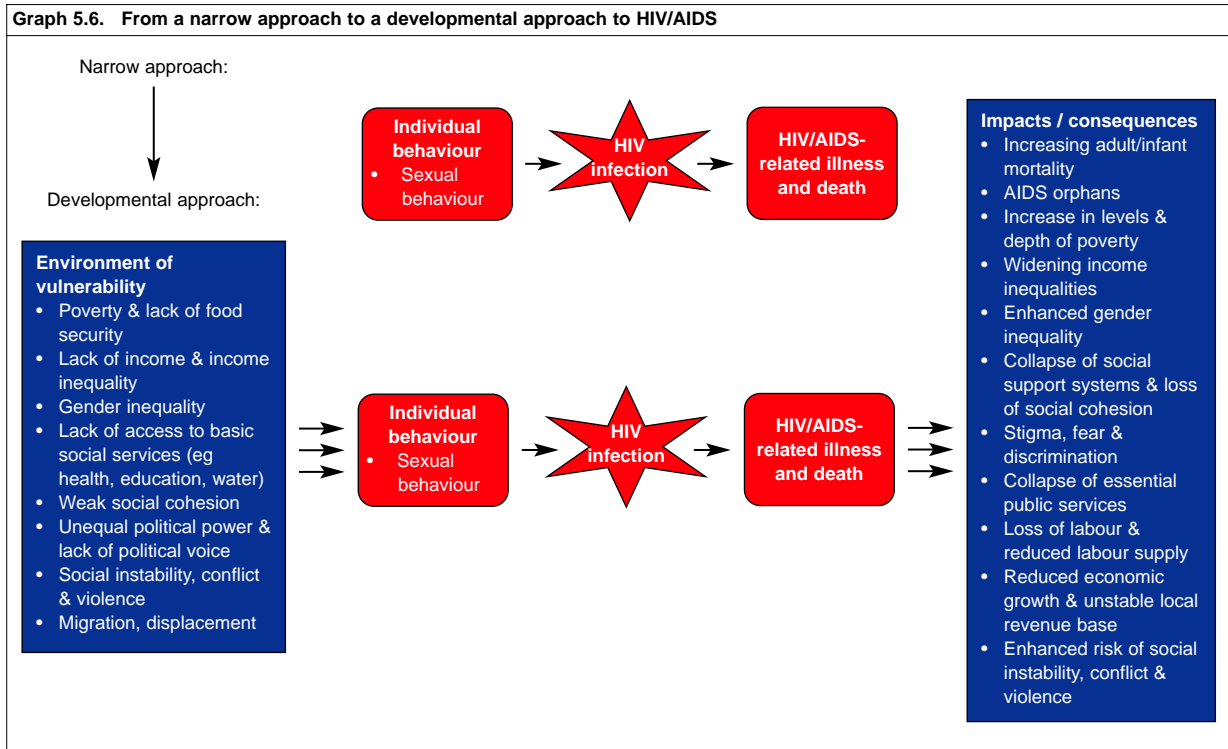 Graph 5.6. From a narrow approach to a developmental approach to HIV/AIDS
Narrow approach:
Developmental approach:
Individual
behaviour
• Sexual
behaviour
HIV
infection
HIV/AIDS-
related illness
and death
Environment of
vulnerability
• Poverty & lack of food
security
• Lack of income & income
inequality
• Gender inequality
• Lack of access to basic
social services (eg
health, education, water)
• Weak social cohesion
• Unequal political power &
lack of political voice
• Social instability, conflict
& violence
• Migration, displacement
Individual
behaviour
• Sexual
behaviour
HIV
infection
HIV/AIDS-
related illness
and death
Impacts / consequences
• Increasing adult/infant
mortality
• AIDS orphans
• Increase in levels &
depth of poverty
• Widening income
inequalities
• Enhanced gender
inequality
• Collapse of social
support systems & loss
of social cohesion
• Stigma, fear &
discrimination
• Collapse of essential
public services
• Loss of labour &
reduced labour supply
• Reduced economic
growth & unstable local
revenue base
• Enhanced risk of social
instability, conflict &
violence